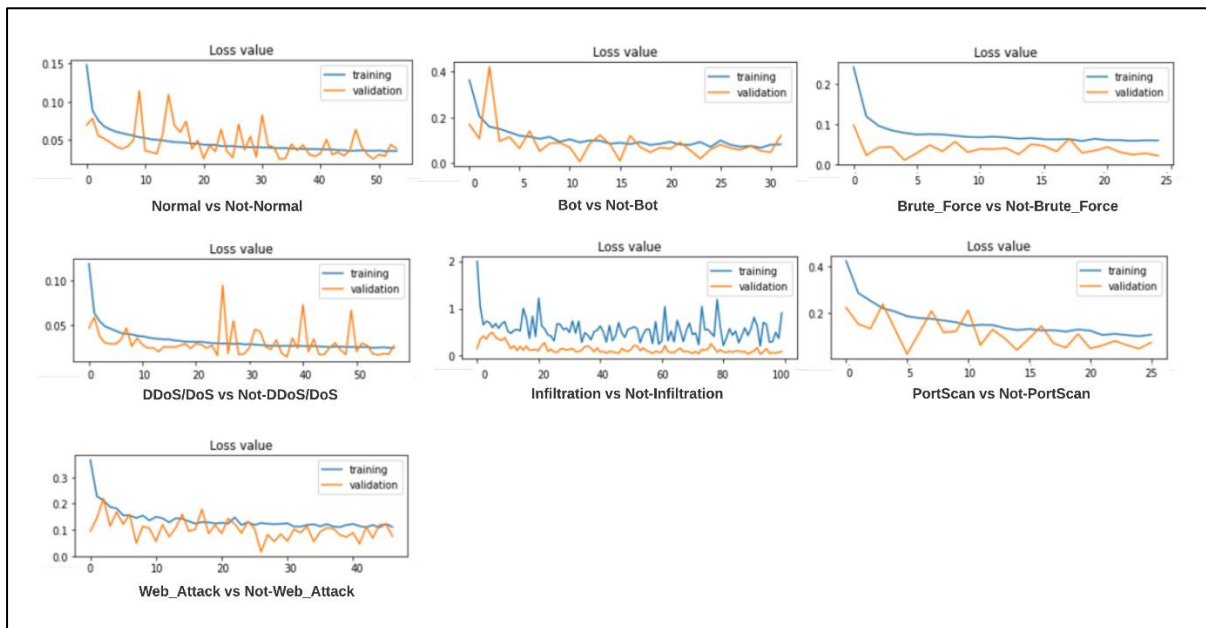 Loss value
training
validation
0.15
0.10
0.05
0 10 20 30 40 50
Normal vs Not-Normal
Loss value
training
validation
0.4
0.2
0.0
0 5 10 15 20 25 30
Bot vs Not-Bot
Loss value
training
validation
0.2
0.1
0.0
0 5 10 15 20 25
Brute_Force vs Not-Brute_Force
Loss value
training
validation
0.10
0.05
0 10 20 30 40 50
DDoS/DoS vs Not-DDoS/DoS
Loss value
training
validation
2
1
0
0 20 40 60 80 100
Infiltration vs Not-Infiltration
Loss value
training
validation
0.4
0.2
0 5 10 15 20 25
PortScan vs Not-PortScan
Loss value
training
validation
0.3
0.2
0.1
0.0
0 10 20 30 40
Web_Attack vs Not-Web_Attack